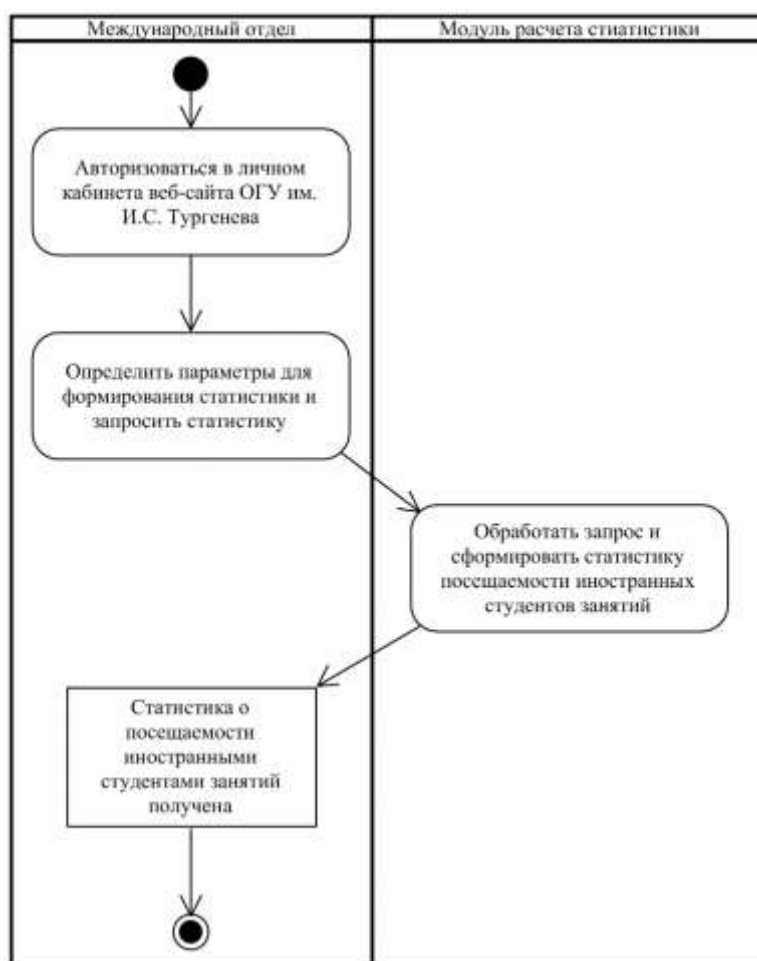 Международный отдел
Модуль расчета стиатистики
Авторизоваться в личном
кабинета веб-сайта ОГУ им.
И.С. Тургенева
Определить параметры для
формирования статистики и
запросить статистику
Обработать запрос и
сформировать статистику
посещаемости иностранных
студентов занятий
Статистика о
посещаемости
иностранными
студентами занятий
получена